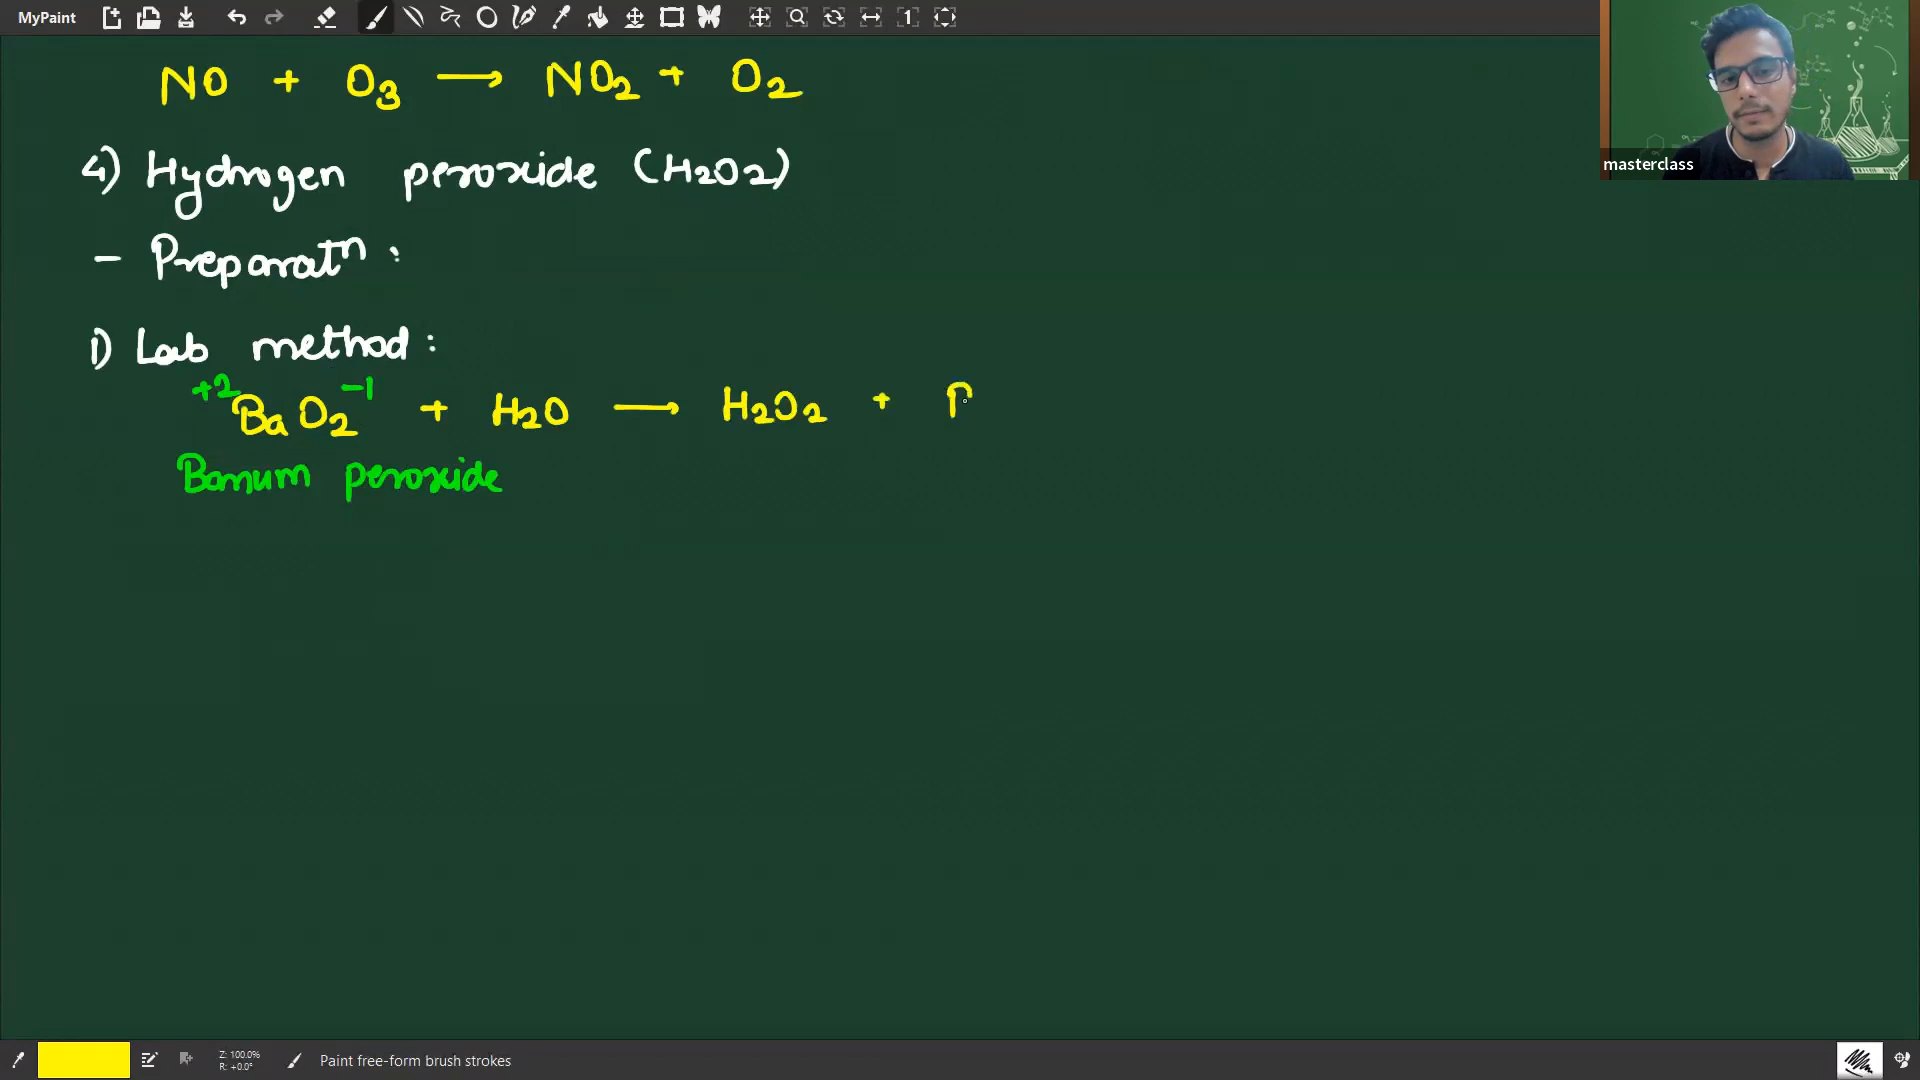 MyPaint
NO + O3 → NO2 + O2
masterclass
4) Hydrogen peroxide (H2O2)
- Preparatⁿ :
1) Lab method :
+2 -1
BaO2 + H2O → H2O2 +
Barium peroxide
Z: 100.0%
R: +0.0°
Paint free-form brush strokes